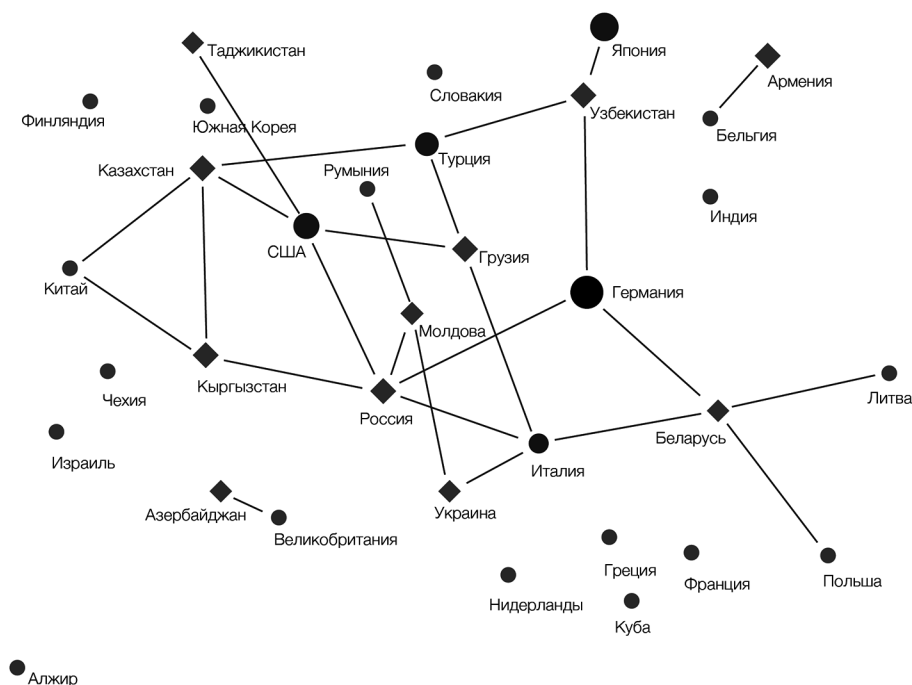 Япония
Таджикистан
Армения
Словакия
Узбекистан
Финляндия
Южная Корея
Бельгия
Турция
Казахстан
Румыния
Индия
США
Грузия
Китай
Германия
Молдова
Кыргызстан
Чехия
Литва
Россия
Беларусь
Израиль
Италия
Азербайджан
Украина
Великобритания
Греция
Франция
Польша
Нидерланды
Куба
Алжир